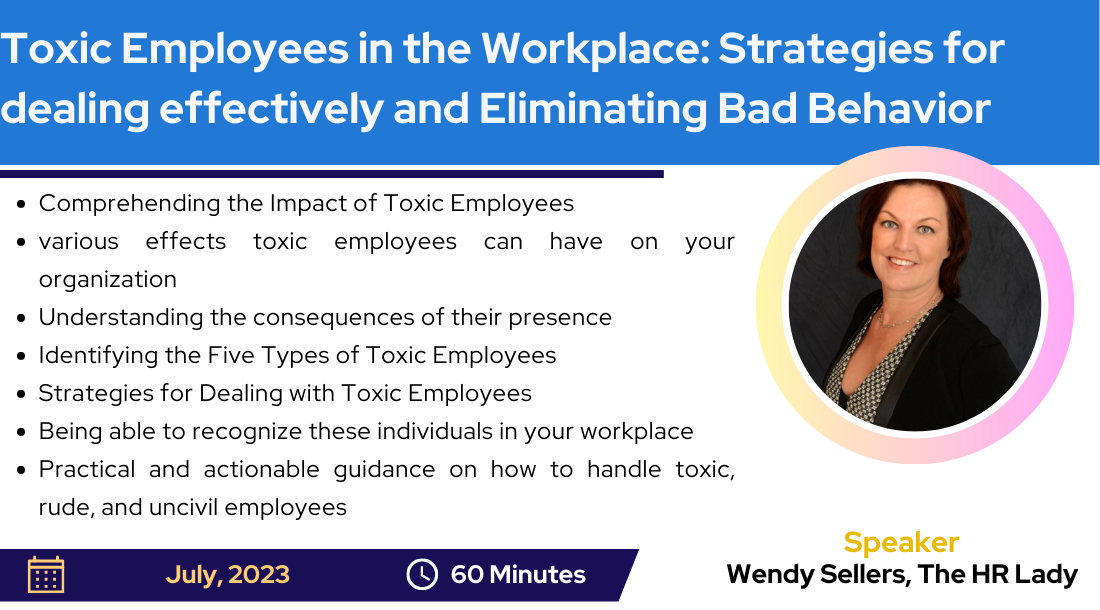 Toxic Employees in the Workplace: Strategies for
dealing effectively and Eliminating Bad Behavior
Comprehending the Impact of Toxic Employees
various effects toxic employees can have on your
organization
Understanding the consequences of their presence
Identifying the Five Types of Toxic Employees
Strategies for Dealing with Toxic Employees
Being able to recognize these individuals in your workplace
Practical and actionable guidance on how to handle toxic,
rude, and uncivil employees
July, 2023
60 Minutes
Speaker
Wendy Sellers, The HR Lady